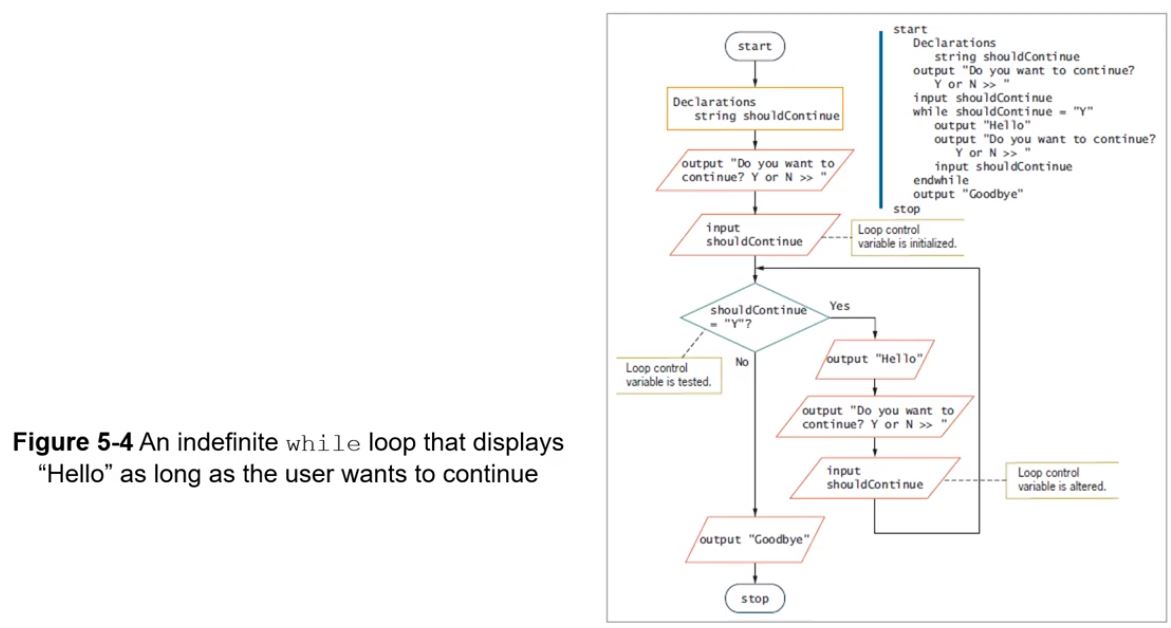 Figure 5-4 An indefinite while loop that displays
“Hello” as long as the user wants to continue
start
Declarations
string shouldContinue
output "Do you want to
continue? Y or N >> "
input
shouldContinue
Loop control
variable is initialized.
shouldContinue
= "Y"?
Yes
No
Loop control
variable is tested.
output "Hello"
output "Do you want to
continue? Y or N >> "
input
shouldContinue
Loop control
variable is altered.
output "Goodbye"
stop
start
Declarations
string shouldContinue
output "Do you want to continue?
Y or N >> "
input shouldContinue
while shouldContinue = "Y"
output "Hello"
output "Do you want to continue?
Y or N >> "
input shouldContinue
endwhile
output "Goodbye"
stop